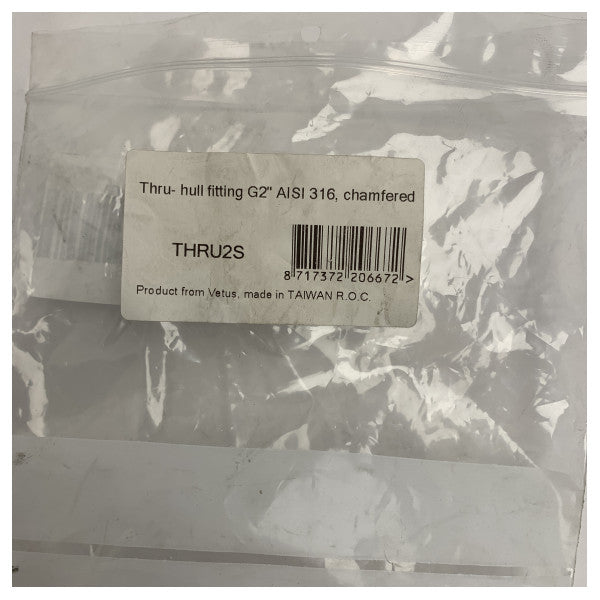 Thru- hull fitting G2" AISI 316, chamfered
THRU2S
8 717372 206672 >
Product from Vetus, made in TAIWAN R.O.C.